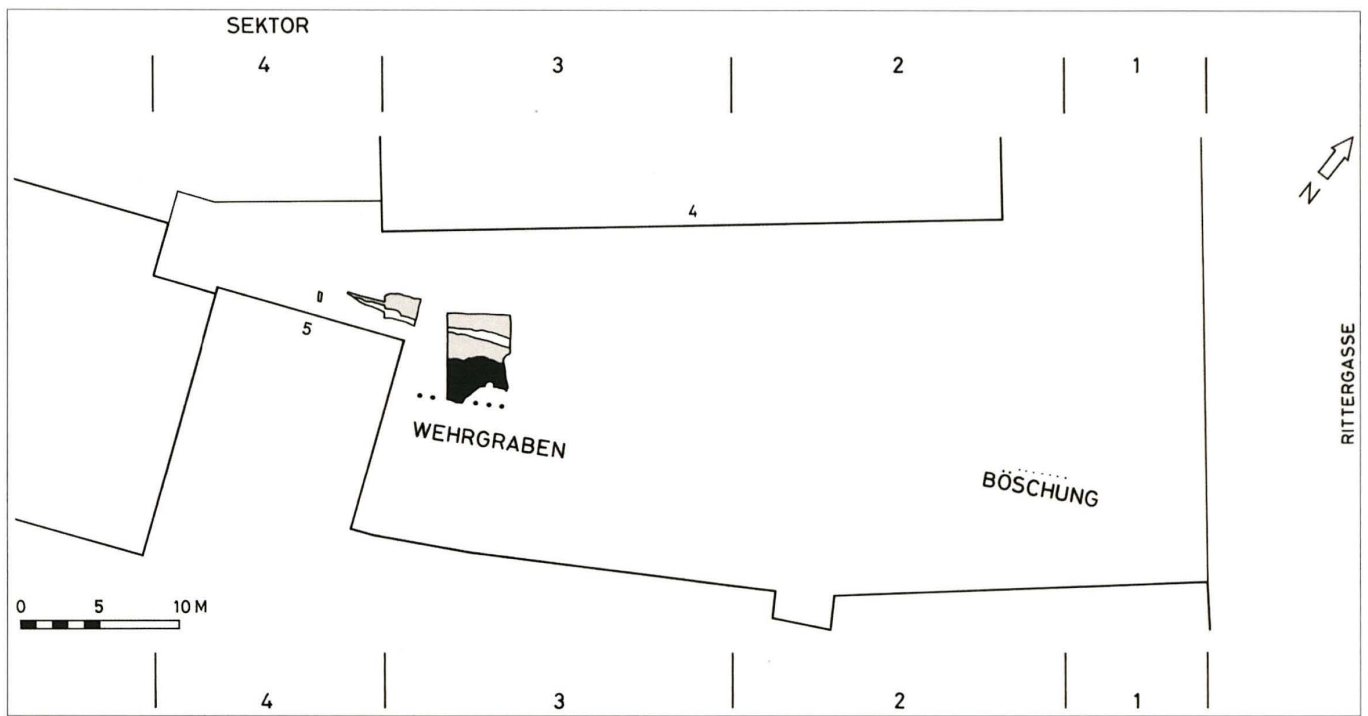 SEKTOR
4 3 2 1
N
4
5
RITTERGASSE
WEHRGRABEN
BÖSCHUNG
0 5 10 M
4 3 2 1